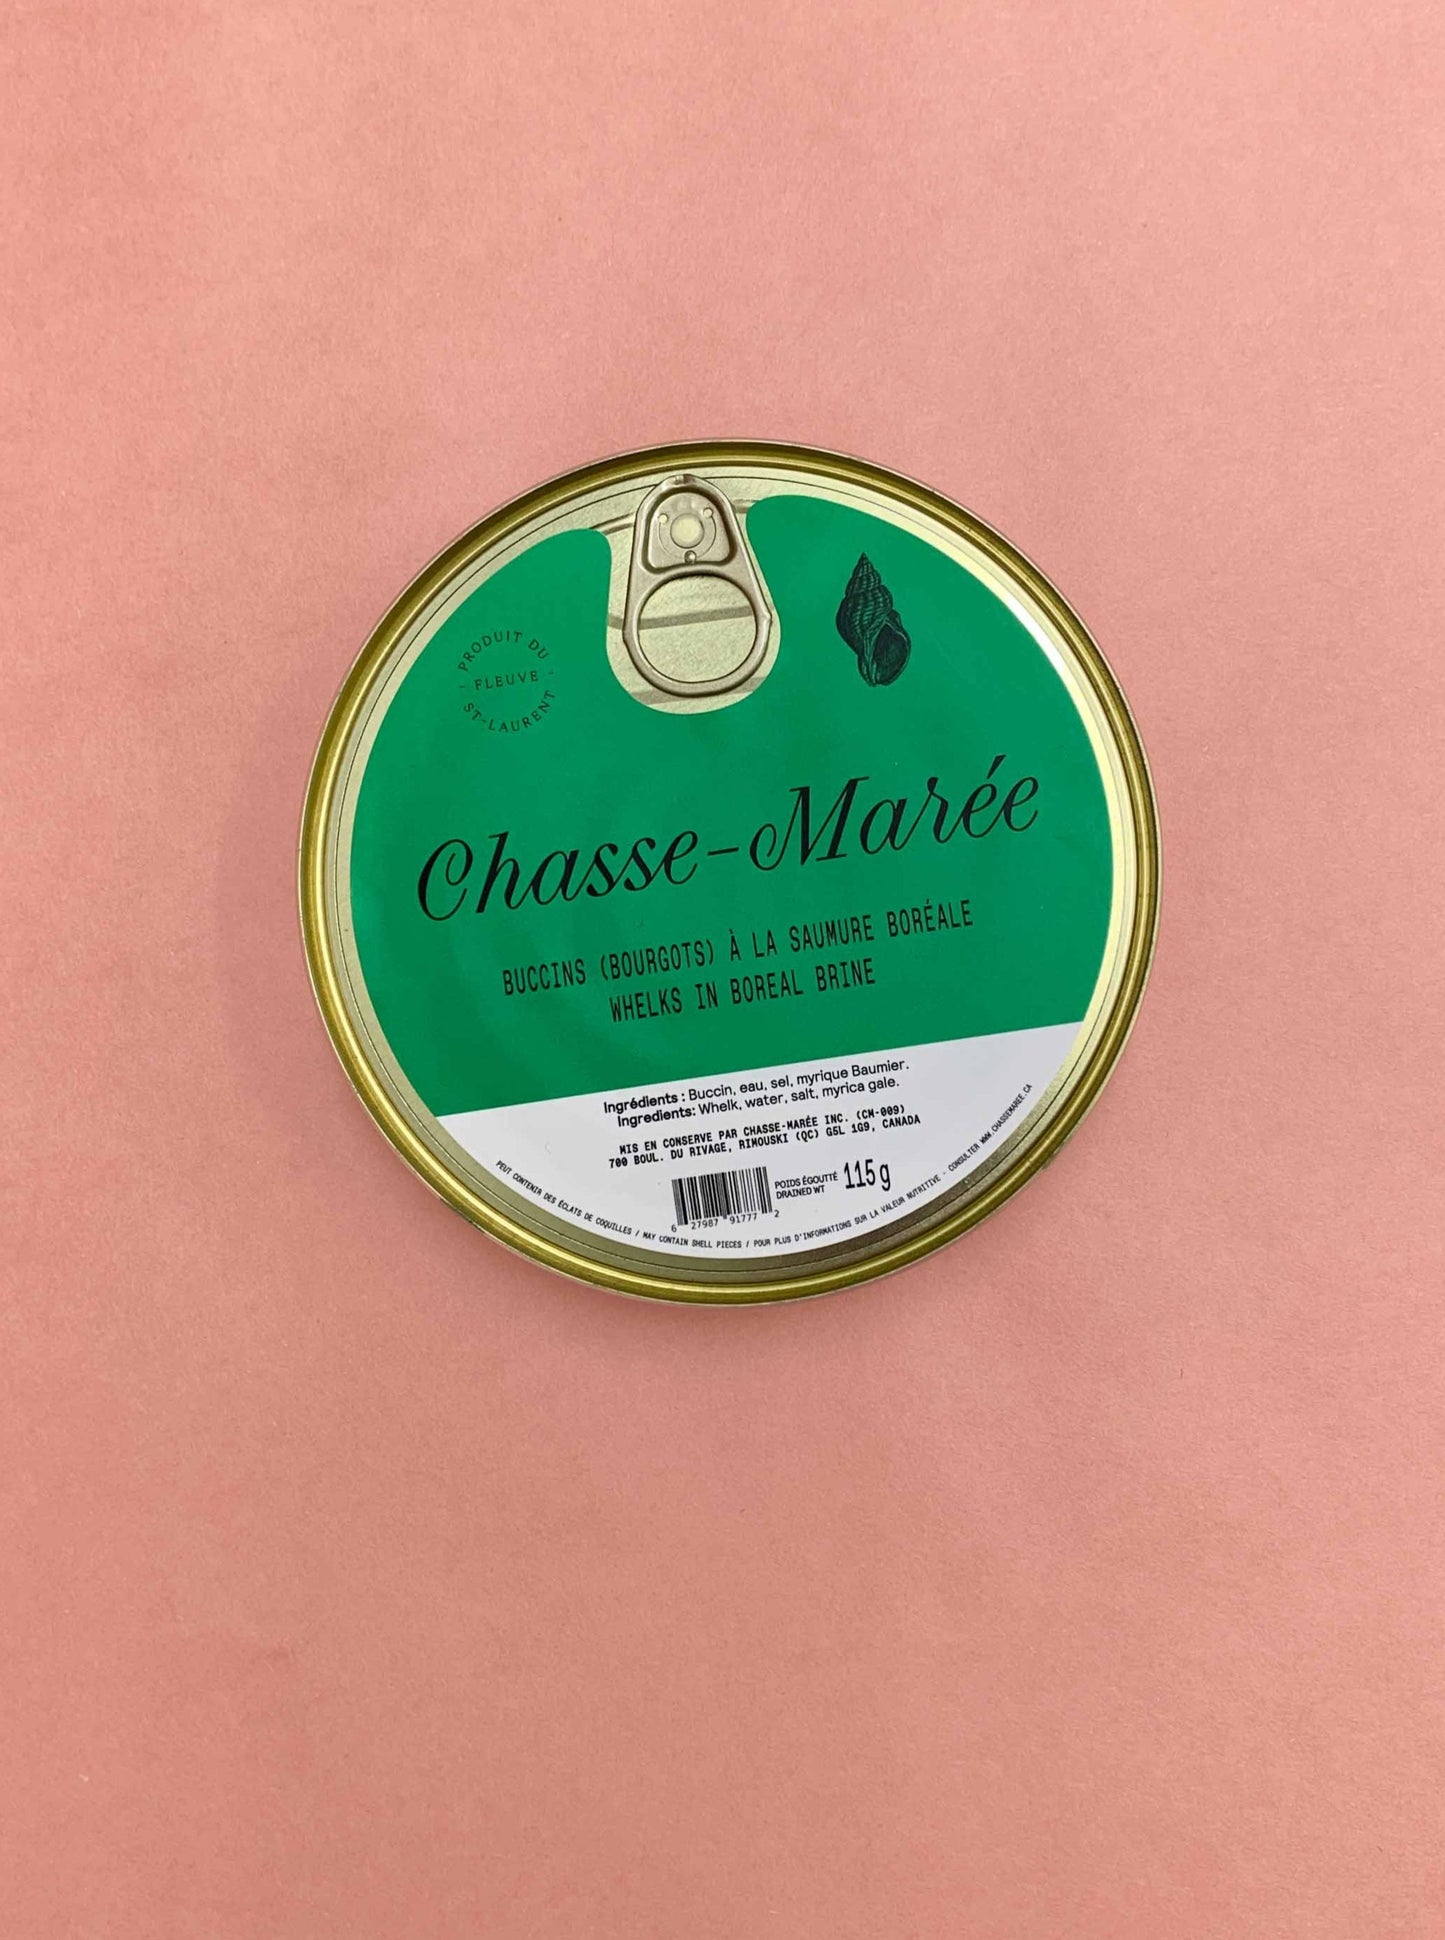 PRODUIT DU
- FLEUVE -
ST-LAURENT
Chasse-Marée
BUCCINS (BOURGOTS) À LA SAUMURE BORÉALE
WHELKS IN BOREAL BRINE
Ingrédients : Buccin, eau, sel, myrique Baumier.
Ingredients: Whelk, water, salt, myrica gale.
MIS EN CONSERVE PAR CHASSE-MARÉE INC. (CM-009)
700 BOUL. DU RIVAGE, RIMOUSKI (QC) G5L 1G9, CANADA
POIDS ÉGOUTTÉ
DRAINED WT
115g
6 27987 91777 2
PEUT CONTENIR DES ÉCLATS DE COQUILLES / MAY CONTAIN SHELL PIECES / POUR PLUS D'INFORMATIONS SUR LA VALEUR NUTRITIVE - CONSULTER WWW.CHASSEMAREE.CA